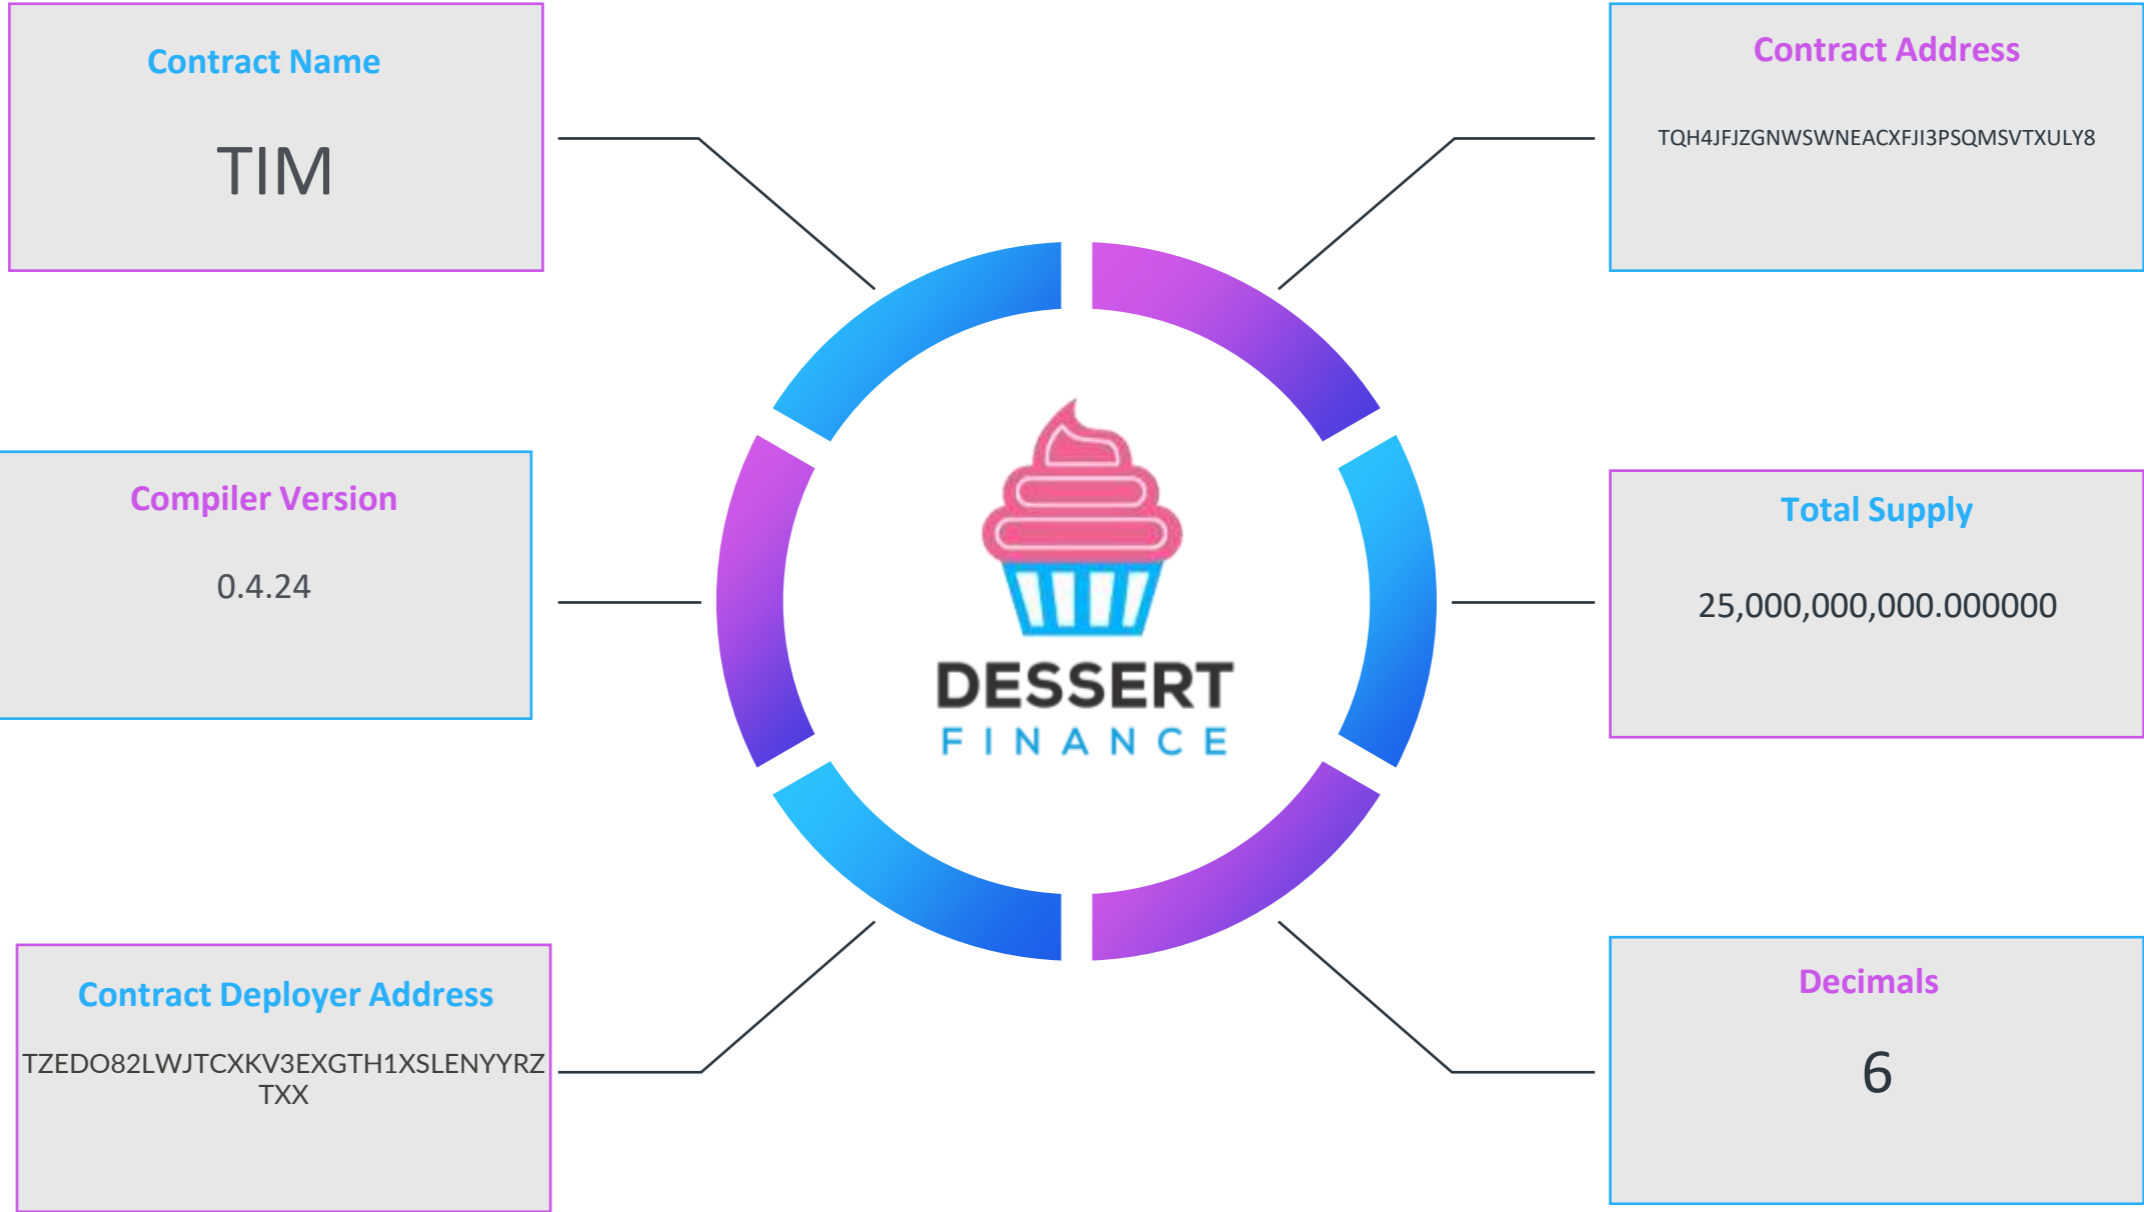 Contract Name
TIM
Contract Address
TQH4JFJZGNWSWNEACXFJI3PSQMSVTXULY8
Compiler Version
0.4.24
DESSERT
FINANCE
Total Supply
25,000,000,000.000000
Contract Deployer Address
TZEDO82LWJTCXKV3EXGTH1XSLENYYRZ
TXX
Decimals
6